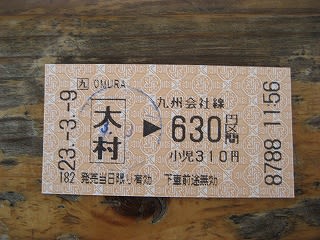 九 OMURA
大村
▶
九州会社線
630円区間
小児310円
23.-3.-9
182 発売当日限り有効 下車前途無効
8788 11:56